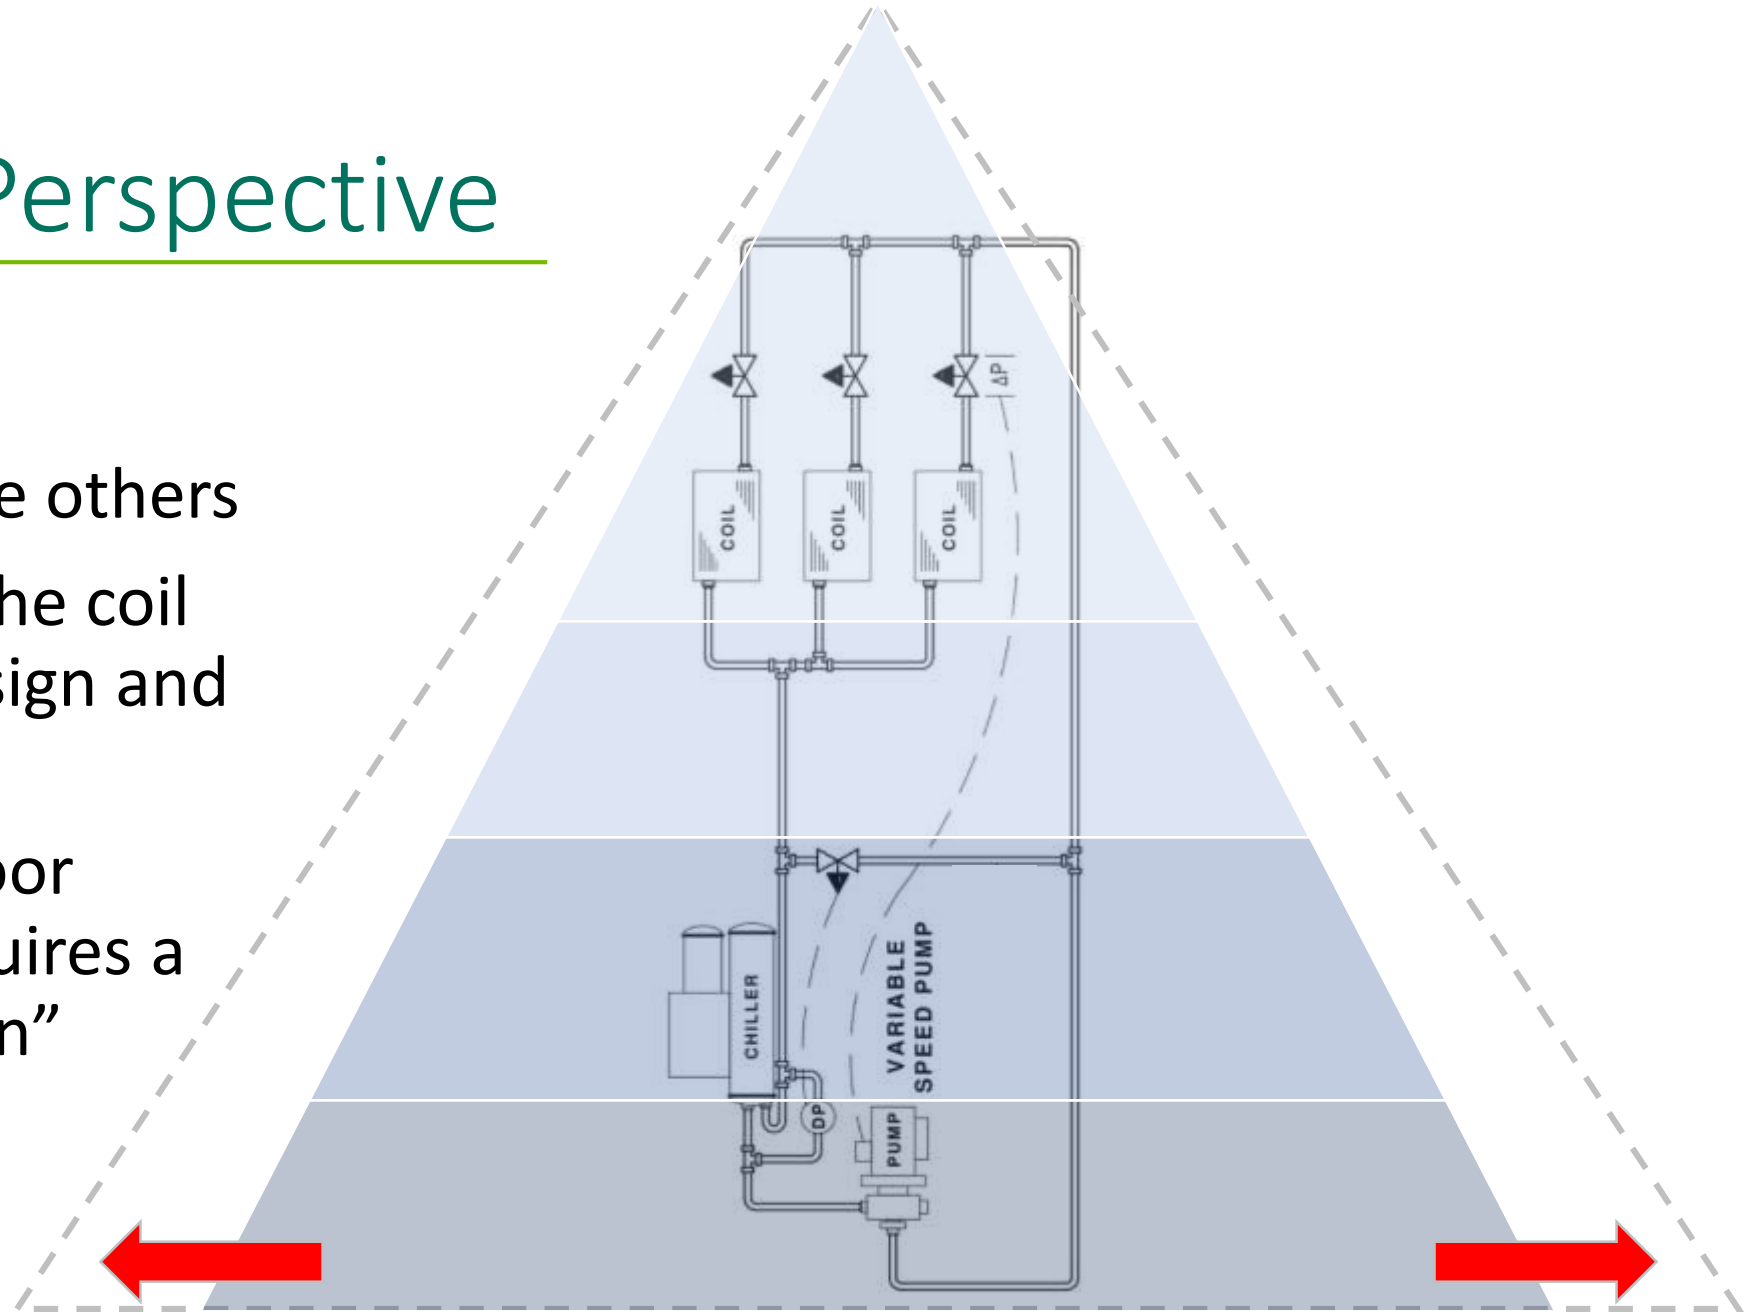 Perspective
e others
he coil
sign and
oor
uires a
n”
ΔP
COIL
COIL
COIL
CHILLER
VARIABLE
SPEED PUMP
DP
PUMP